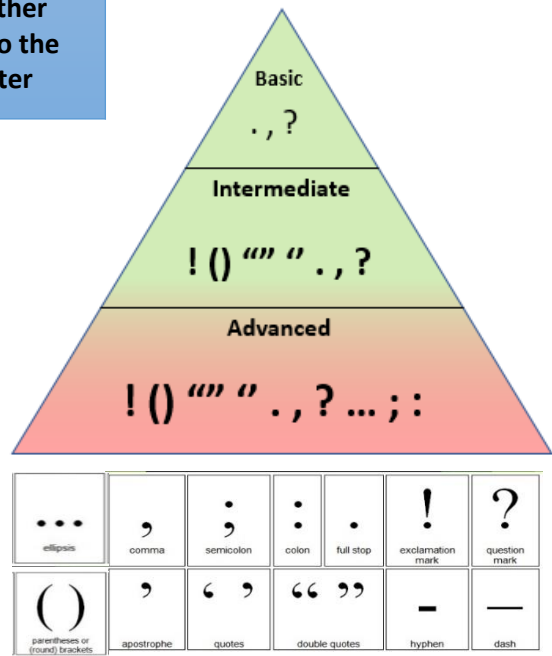 ther
o the
ter
Basic
. , ?
Intermediate
! () “” ‘’ . , ?
Advanced
! () “” ‘’ . , ? ... ; :
... , ; : . ! ?
ellipsis comma semicolon colon full stop exclamation mark question mark
( ) ’ ‘ ’ “ ” - —
parentheses or (round) brackets apostrophe quotes double quotes hyphen dash